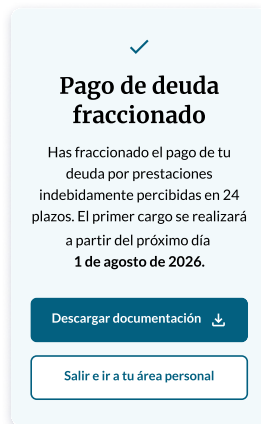 Pago de deuda
fraccionado
Has fraccionado el pago de tu
deuda por prestaciones
indebidamente percibidas en 24
plazos. El primer cargo se realizará
a partir del próximo día
1 de agosto de 2026.
Descargar documentación
Salir e ir a tu área personal